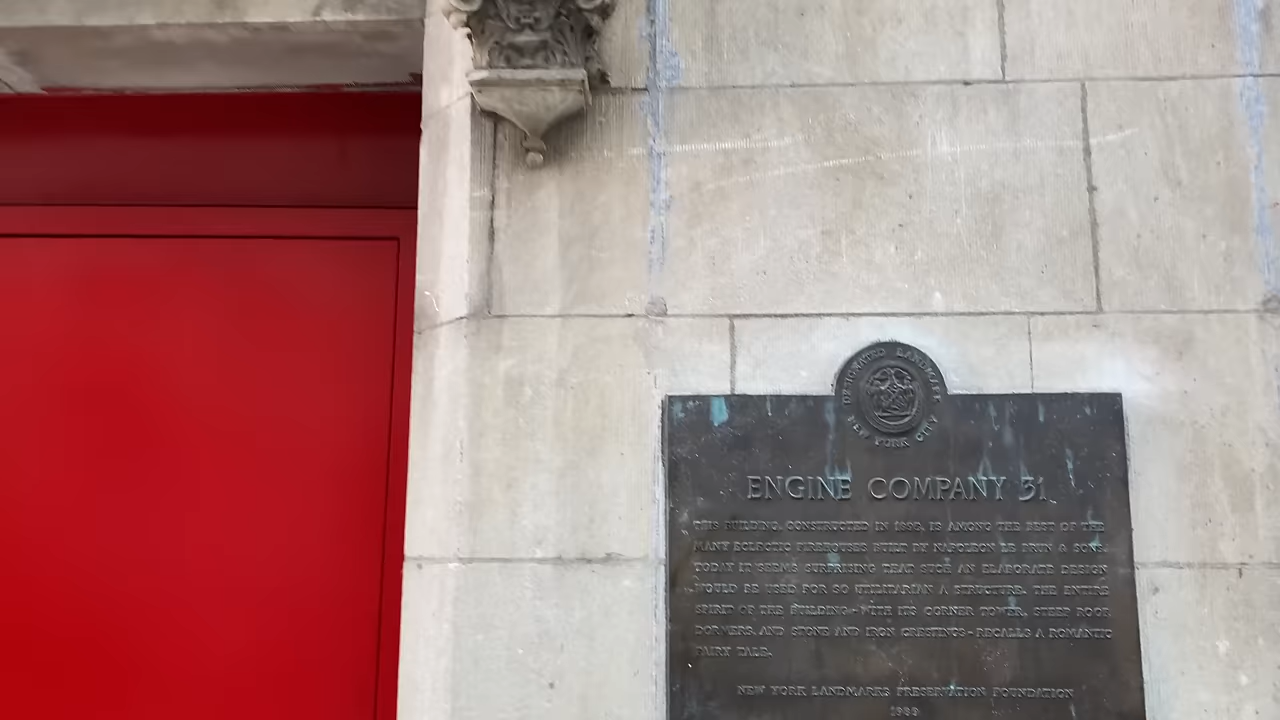 DESIGNATED LANDMARK
NEW YORK CITY
ENGINE COMPANY 31
THIS BUILDING, CONSTRUCTED IN 1895, IS AMONG THE BEST OF THE
MANY ECLECTIC FIREHOUSES BUILT BY NAPOLEON LE BRUN & SONS.
TODAY IT SEEMS SURPRISING THAT SUCH AN ELABORATE DESIGN
WOULD BE USED FOR SO UTILITARIAN A STRUCTURE. THE ENTIRE
SPIRIT OF THE BUILDING - WITH ITS CORNER TOWER, STEEP ROOF,
DORMERS, AND STONE AND IRON CRESTINGS - RECALLS A ROMANTIC
FAIRY TALE.
NEW YORK LANDMARKS PRESERVATION FOUNDATION
1989